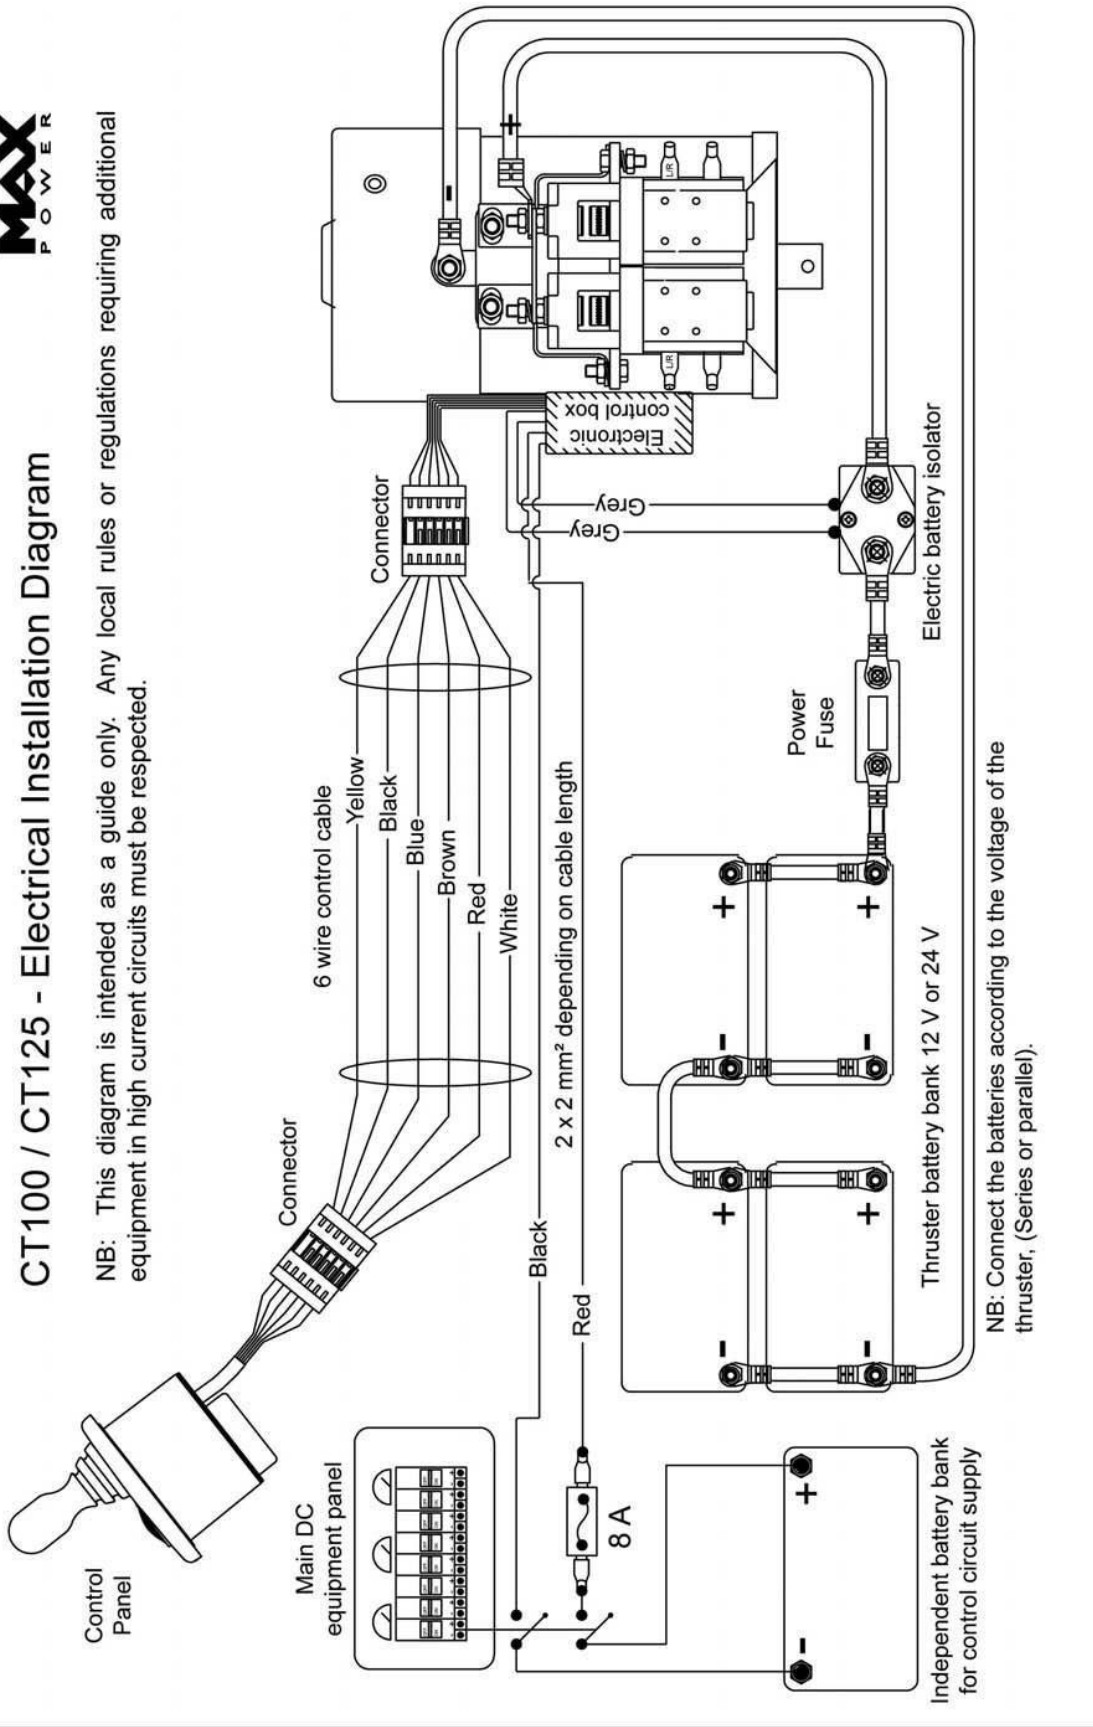 MAX
POWER
CT100 / CT125 - Electrical Installation Diagram
NB: This diagram is intended as a guide only. Any local rules or regulations requiring additional
equipment in high current circuits must be respected.
Control
Panel
Connector
6 wire control cable
Yellow
Black
Blue
Brown
Red
White
Connector
Main DC
equipment panel
Black
2 x 2 mm² depending on cable length
Red
8 A
Grey
Grey
Electronic
control box
L/R
L/R
-
+
Power
Fuse
Electric battery isolator
- + - +
- + - +
Thruster battery bank 12 V or 24 V
NB: Connect the batteries according to the voltage of the
thruster, (Series or parallel).
- +
Independent battery bank
for control circuit supply